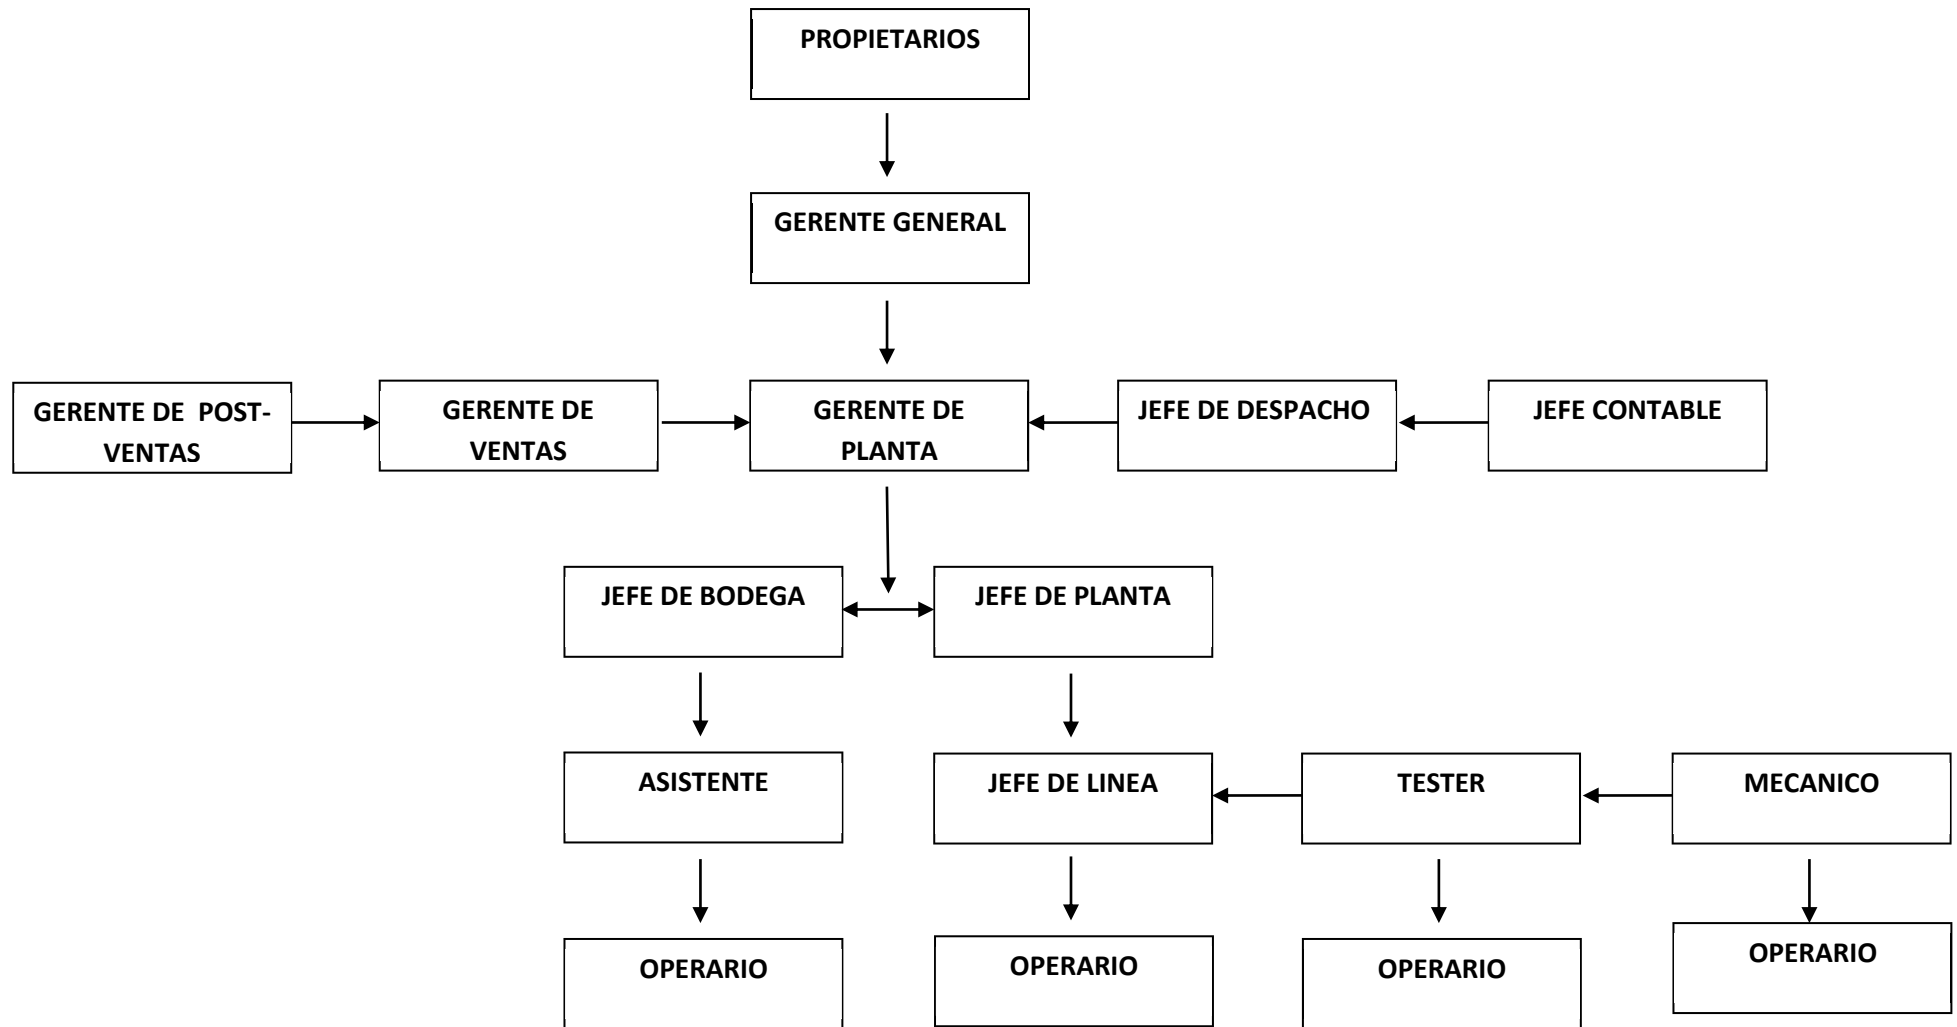 PROPIETARIOS
GERENTE GENERAL
GERENTE DE POST-
VENTAS
GERENTE DE
VENTAS
GERENTE DE
PLANTA
JEFE DE DESPACHO
JEFE CONTABLE
JEFE DE BODEGA
JEFE DE PLANTA
ASISTENTE
JEFE DE LINEA
TESTER
MECANICO
OPERARIO
OPERARIO
OPERARIO
OPERARIO